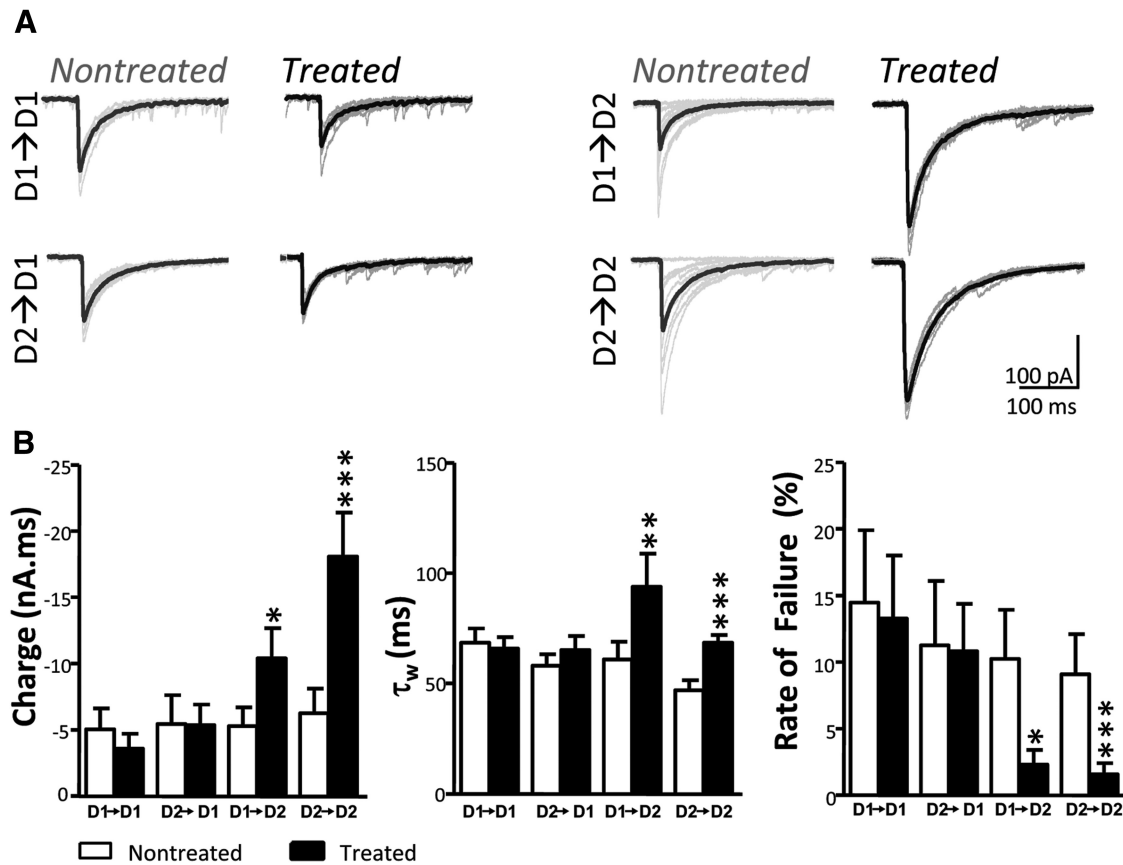 A
Nontreated Treated Nontreated Treated
D1→D1
D1→D2
D2→D1
D2→D2
100 pA
100 ms
B
Charge (nA.ms)
-25
-20
-15
-10
-5
0
* ***
D1→D1 D2→D1 D1→D2 D2→D2
τw (ms)
150
100
50
0
** ***
D1→D1 D2→D1 D1→D2 D2→D2
Rate of Failure (%)
25
20
15
10
5
0
* ***
D1→D1 D2→D1 D1→D2 D2→D2
Nontreated Treated